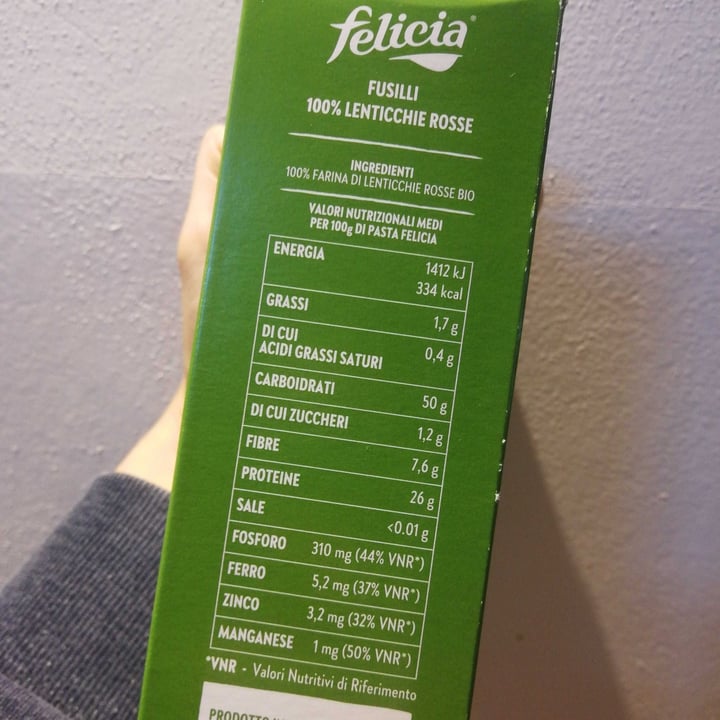 felicia®
FUSILLI
100% LENTICCHIE ROSSE
INGREDIENTI
100% FARINA DI LENTICCHIE ROSSE BIO
VALORI NUTRIZIONALI MEDI
PER 100g DI PASTA FELICIA
ENERGIA 1412 kJ
334 kcal
GRASSI 1,7 g
DI CUI
ACIDI GRASSI SATURI 0,4 g
CARBOIDRATI 50 g
DI CUI ZUCCHERI 1,2 g
FIBRE 7,6 g
PROTEINE 26 g
SALE <0.01 g
FOSFORO 310 mg (44% VNR*)
FERRO 5,2 mg (37% VNR*)
ZINCO 3,2 mg (32% VNR*)
MANGANESE 1 mg (50% VNR*)
*VNR - Valori Nutritivi di Riferimento
PRODOTTO